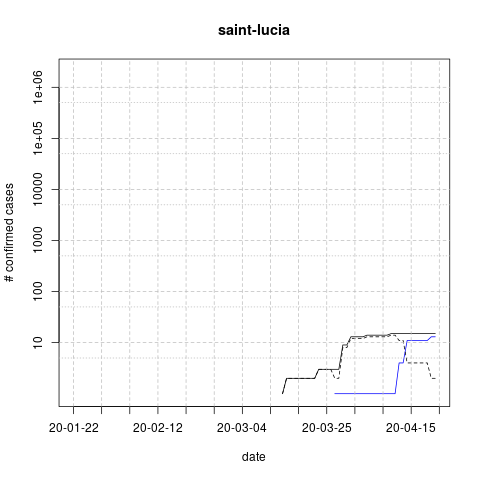 saint-lucia
# confirmed cases
1e+06
1e+05
10000
1000
100
10
20-01-22
20-02-12
20-03-04
20-03-25
20-04-15
date